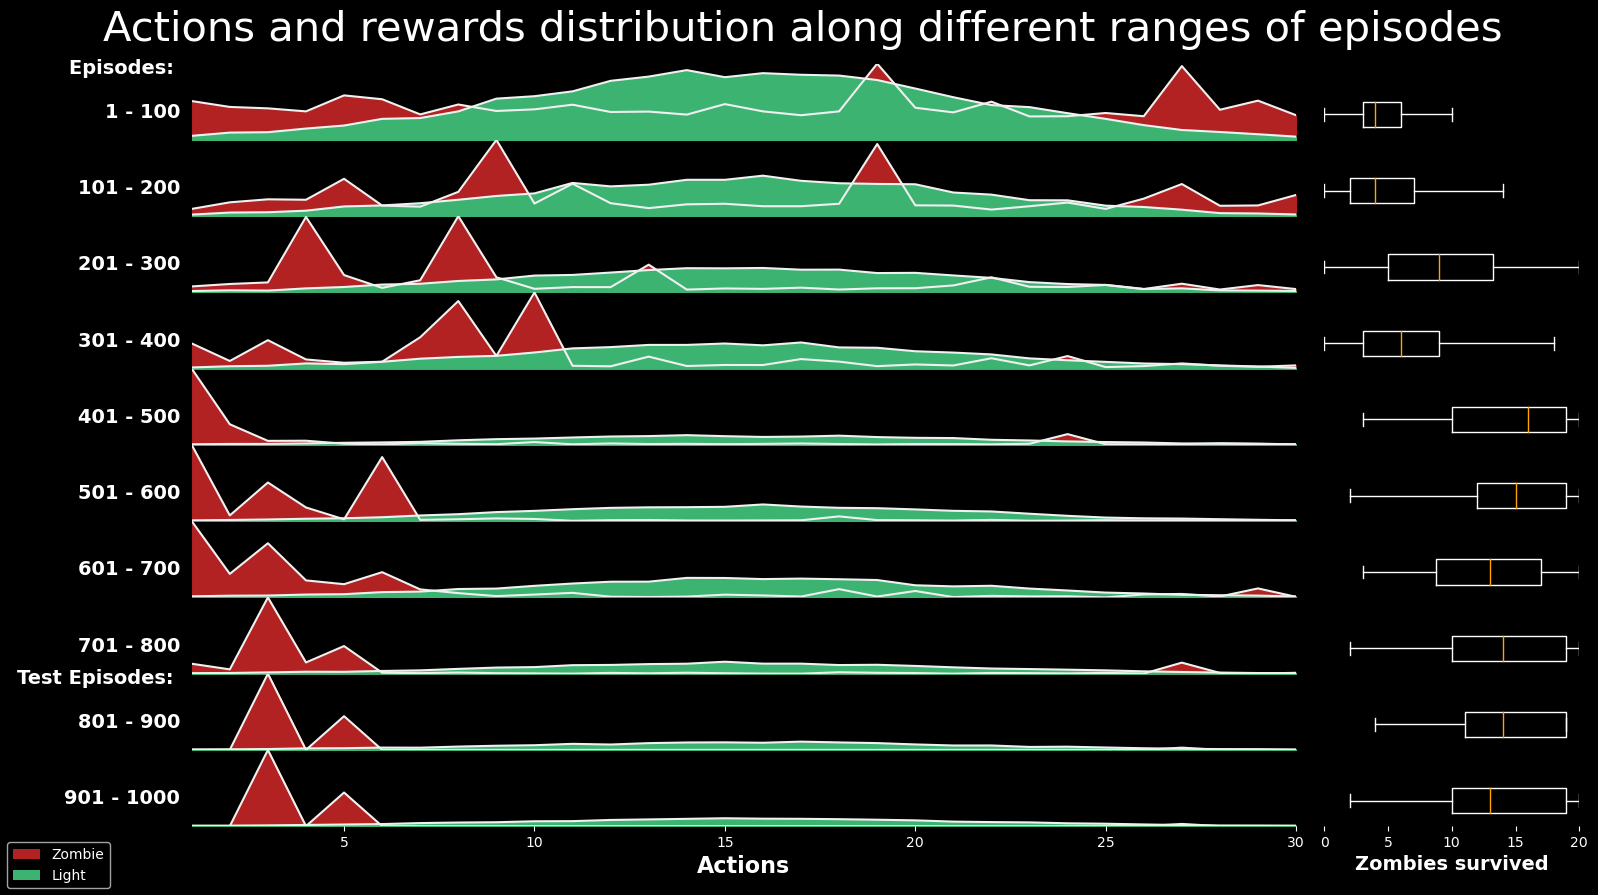 Actions and rewards distribution along different ranges of episodes
Episodes:
1 - 100
101 - 200
201 - 300
301 - 400
401 - 500
501 - 600
601 - 700
701 - 800
Test Episodes:
801 - 900
901 - 1000
5 10 15 20 25 30
0 5 10 15 20
Actions
Zombies survived
Zombie
Light